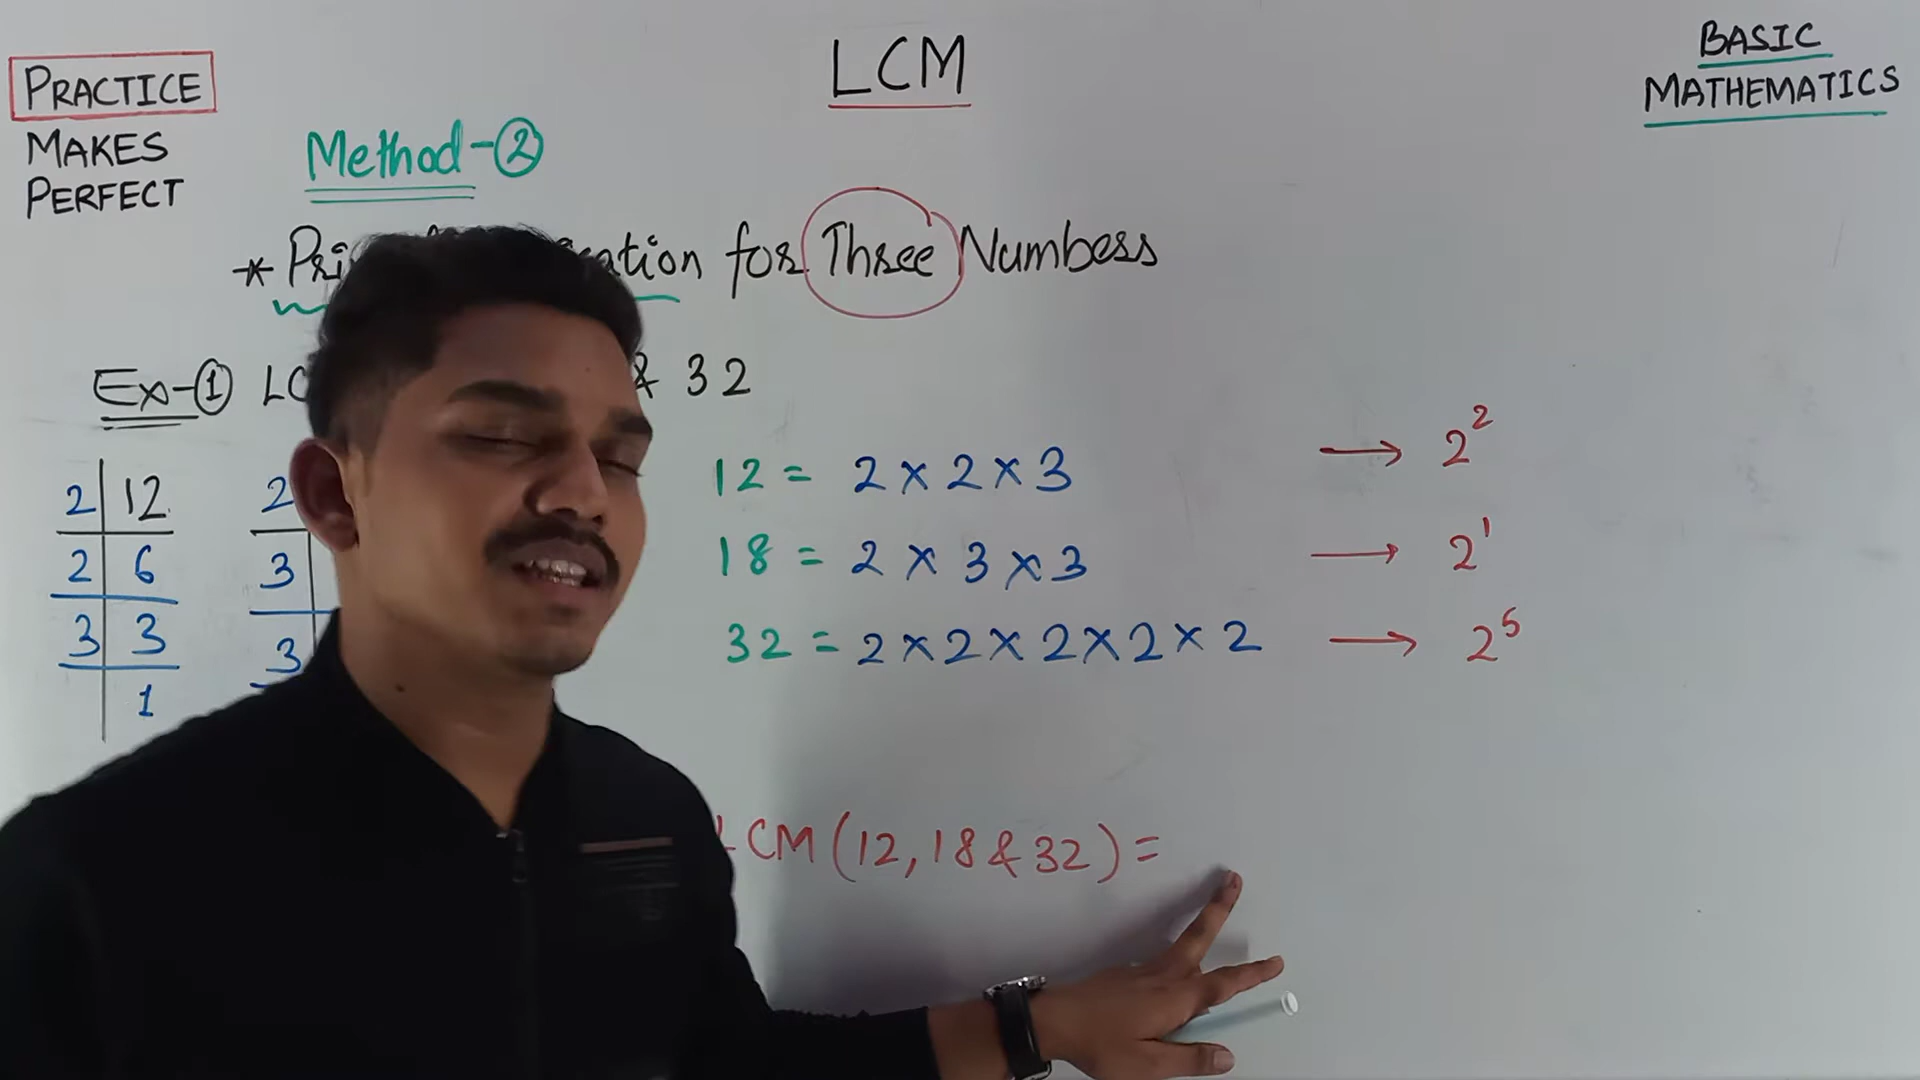 PRACTICE
MAKES
PERFECT
LCM
BASIC
MATHEMATICS
Method-②
* for Three Numbers
Ex-① & 32
2 | 12
2 | 6
3 | 3
1
2
3
3
12 = 2 × 2 × 3 → 2²
18 = 2 × 3 × 3 → 2¹
32 = 2 × 2 × 2 × 2 × 2 → 2⁵
LCM (12, 18 & 32) =